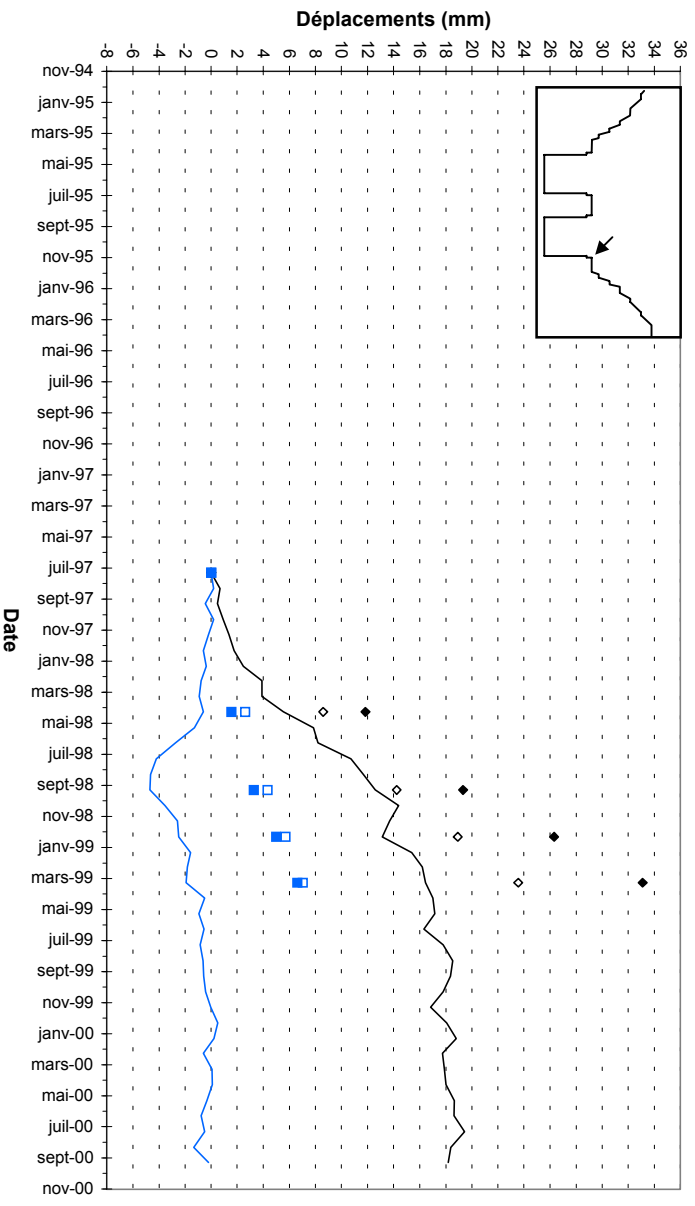 Déplacements (mm)
-8 -6 -4 -2 0 2 4 6 8 10 12 14 16 18 20 22 24 26 28 30 32 34 36
nov-94
janv-95
mars-95
mai-95
juil-95
sept-95
nov-95
janv-96
mars-96
mai-96
juil-96
sept-96
nov-96
janv-97
mars-97
mai-97
juil-97
sept-97
nov-97
janv-98
mars-98
mai-98
juil-98
sept-98
nov-98
janv-99
mars-99
mai-99
juil-99
sept-99
nov-99
janv-00
mars-00
mai-00
juil-00
sept-00
nov-00
Date